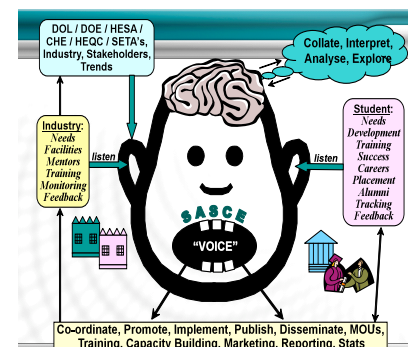 DOL / DOE / HESA /
CHE / HEQC / SETA's,
Industry, Stakeholders,
Trends
Collate, Interpret,
Analyse, Explore
Industry:
Needs
Facilities
Mentors
Training
Monitoring
Feedback
listen
listen
Student:
Needs
Development
Training
Success
Careers
Placement
Alumni
Tracking
Feedback
SASCE
"VOICE"
Co-ordinate, Promote, Implement, Publish, Disseminate, MOUs,
Training, Capacity Building, Marketing, Reporting, Stats